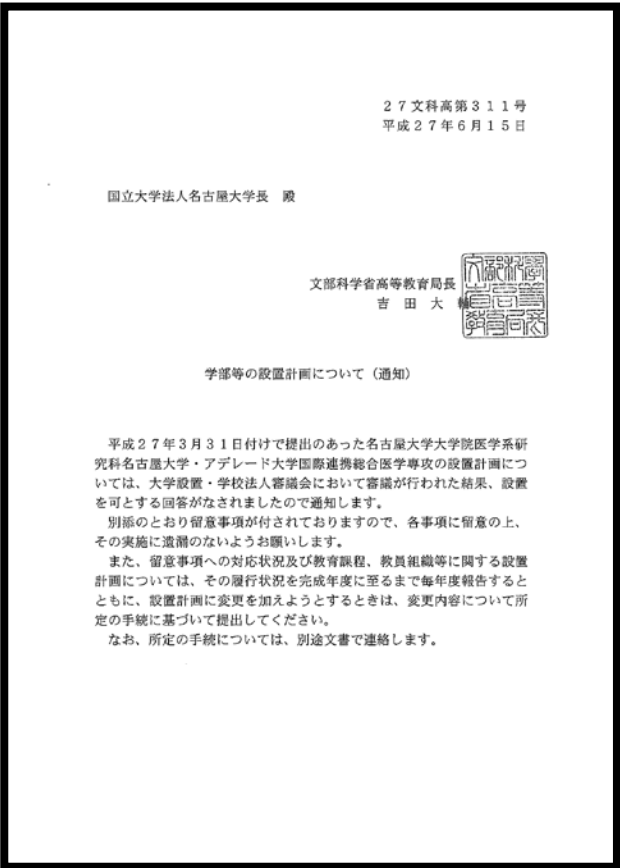 27文科高第311号
平成27年6月15日
国立大学法人名古屋大学長　殿
文部科学省高等教育局長
吉　田　大　輔
学部等の設置計画について（通知）
　平成27年3月31日付けで提出のあった名古屋大学大学院医学系研
究科名古屋大学・アデレード大学国際連携総合医学専攻の設置計画につ
いては、大学設置・学校法人審議会において審議が行われた結果、設置
を可とする回答がなされましたので通知します。
　別添のとおり留意事項が付されておりますので、各事項に留意の上、
その実施に遺漏のないようお願いします。
　また、留意事項への対応状況及び教育課程、教員組織等に関する設置
計画については、その履行状況を完成年度に至るまで毎年度報告すると
ともに、設置計画に変更を加えようとするときは、変更内容について所
定の手続に基づいて提出してください。
　なお、所定の手続については、別途文書で連絡します。